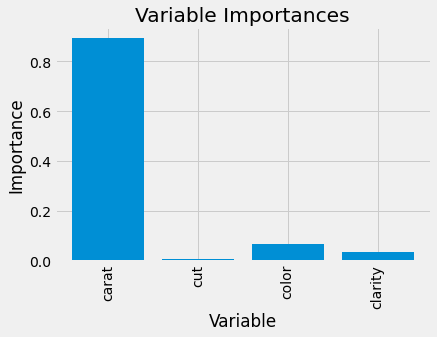 Variable Importances
Importance
0.8
0.6
0.4
0.2
0.0
carat
cut
color
clarity
Variable